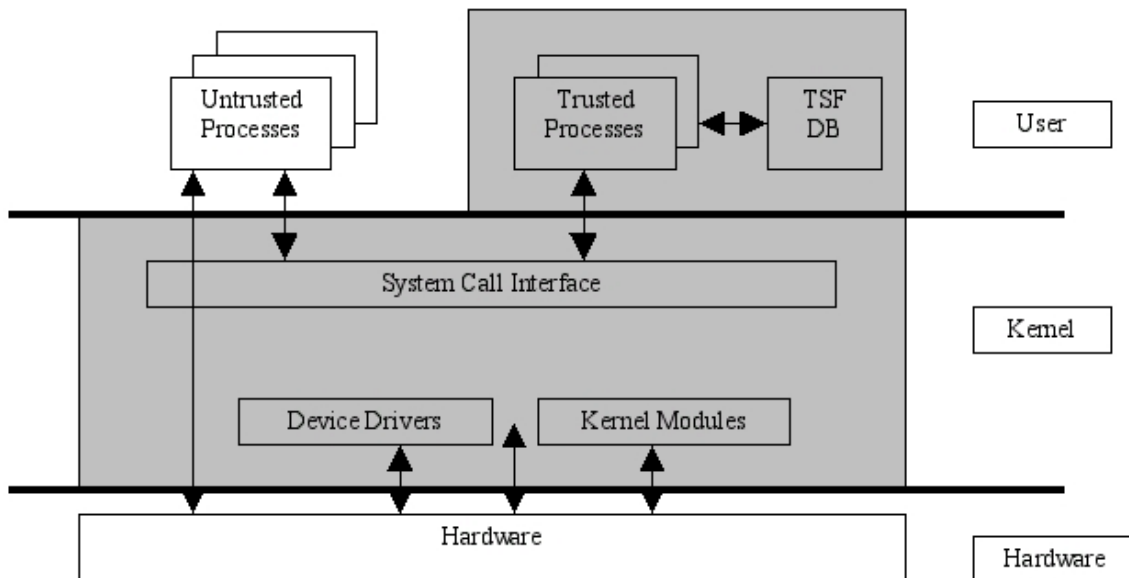 Untrusted
Processes
Trusted
Processes
TSF
DB
User
System Call Interface
Kernel
Device Drivers
Kernel Modules
Hardware
Hardware